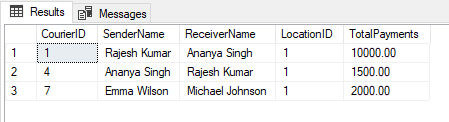 Results Messages
CourierID SenderName ReceiverName LocationID TotalPayments
1 1 Rajesh Kumar Ananya Singh 1 10000.00
2 4 Ananya Singh Rajesh Kumar 1 1500.00
3 7 Emma Wilson Michael Johnson 1 2000.00